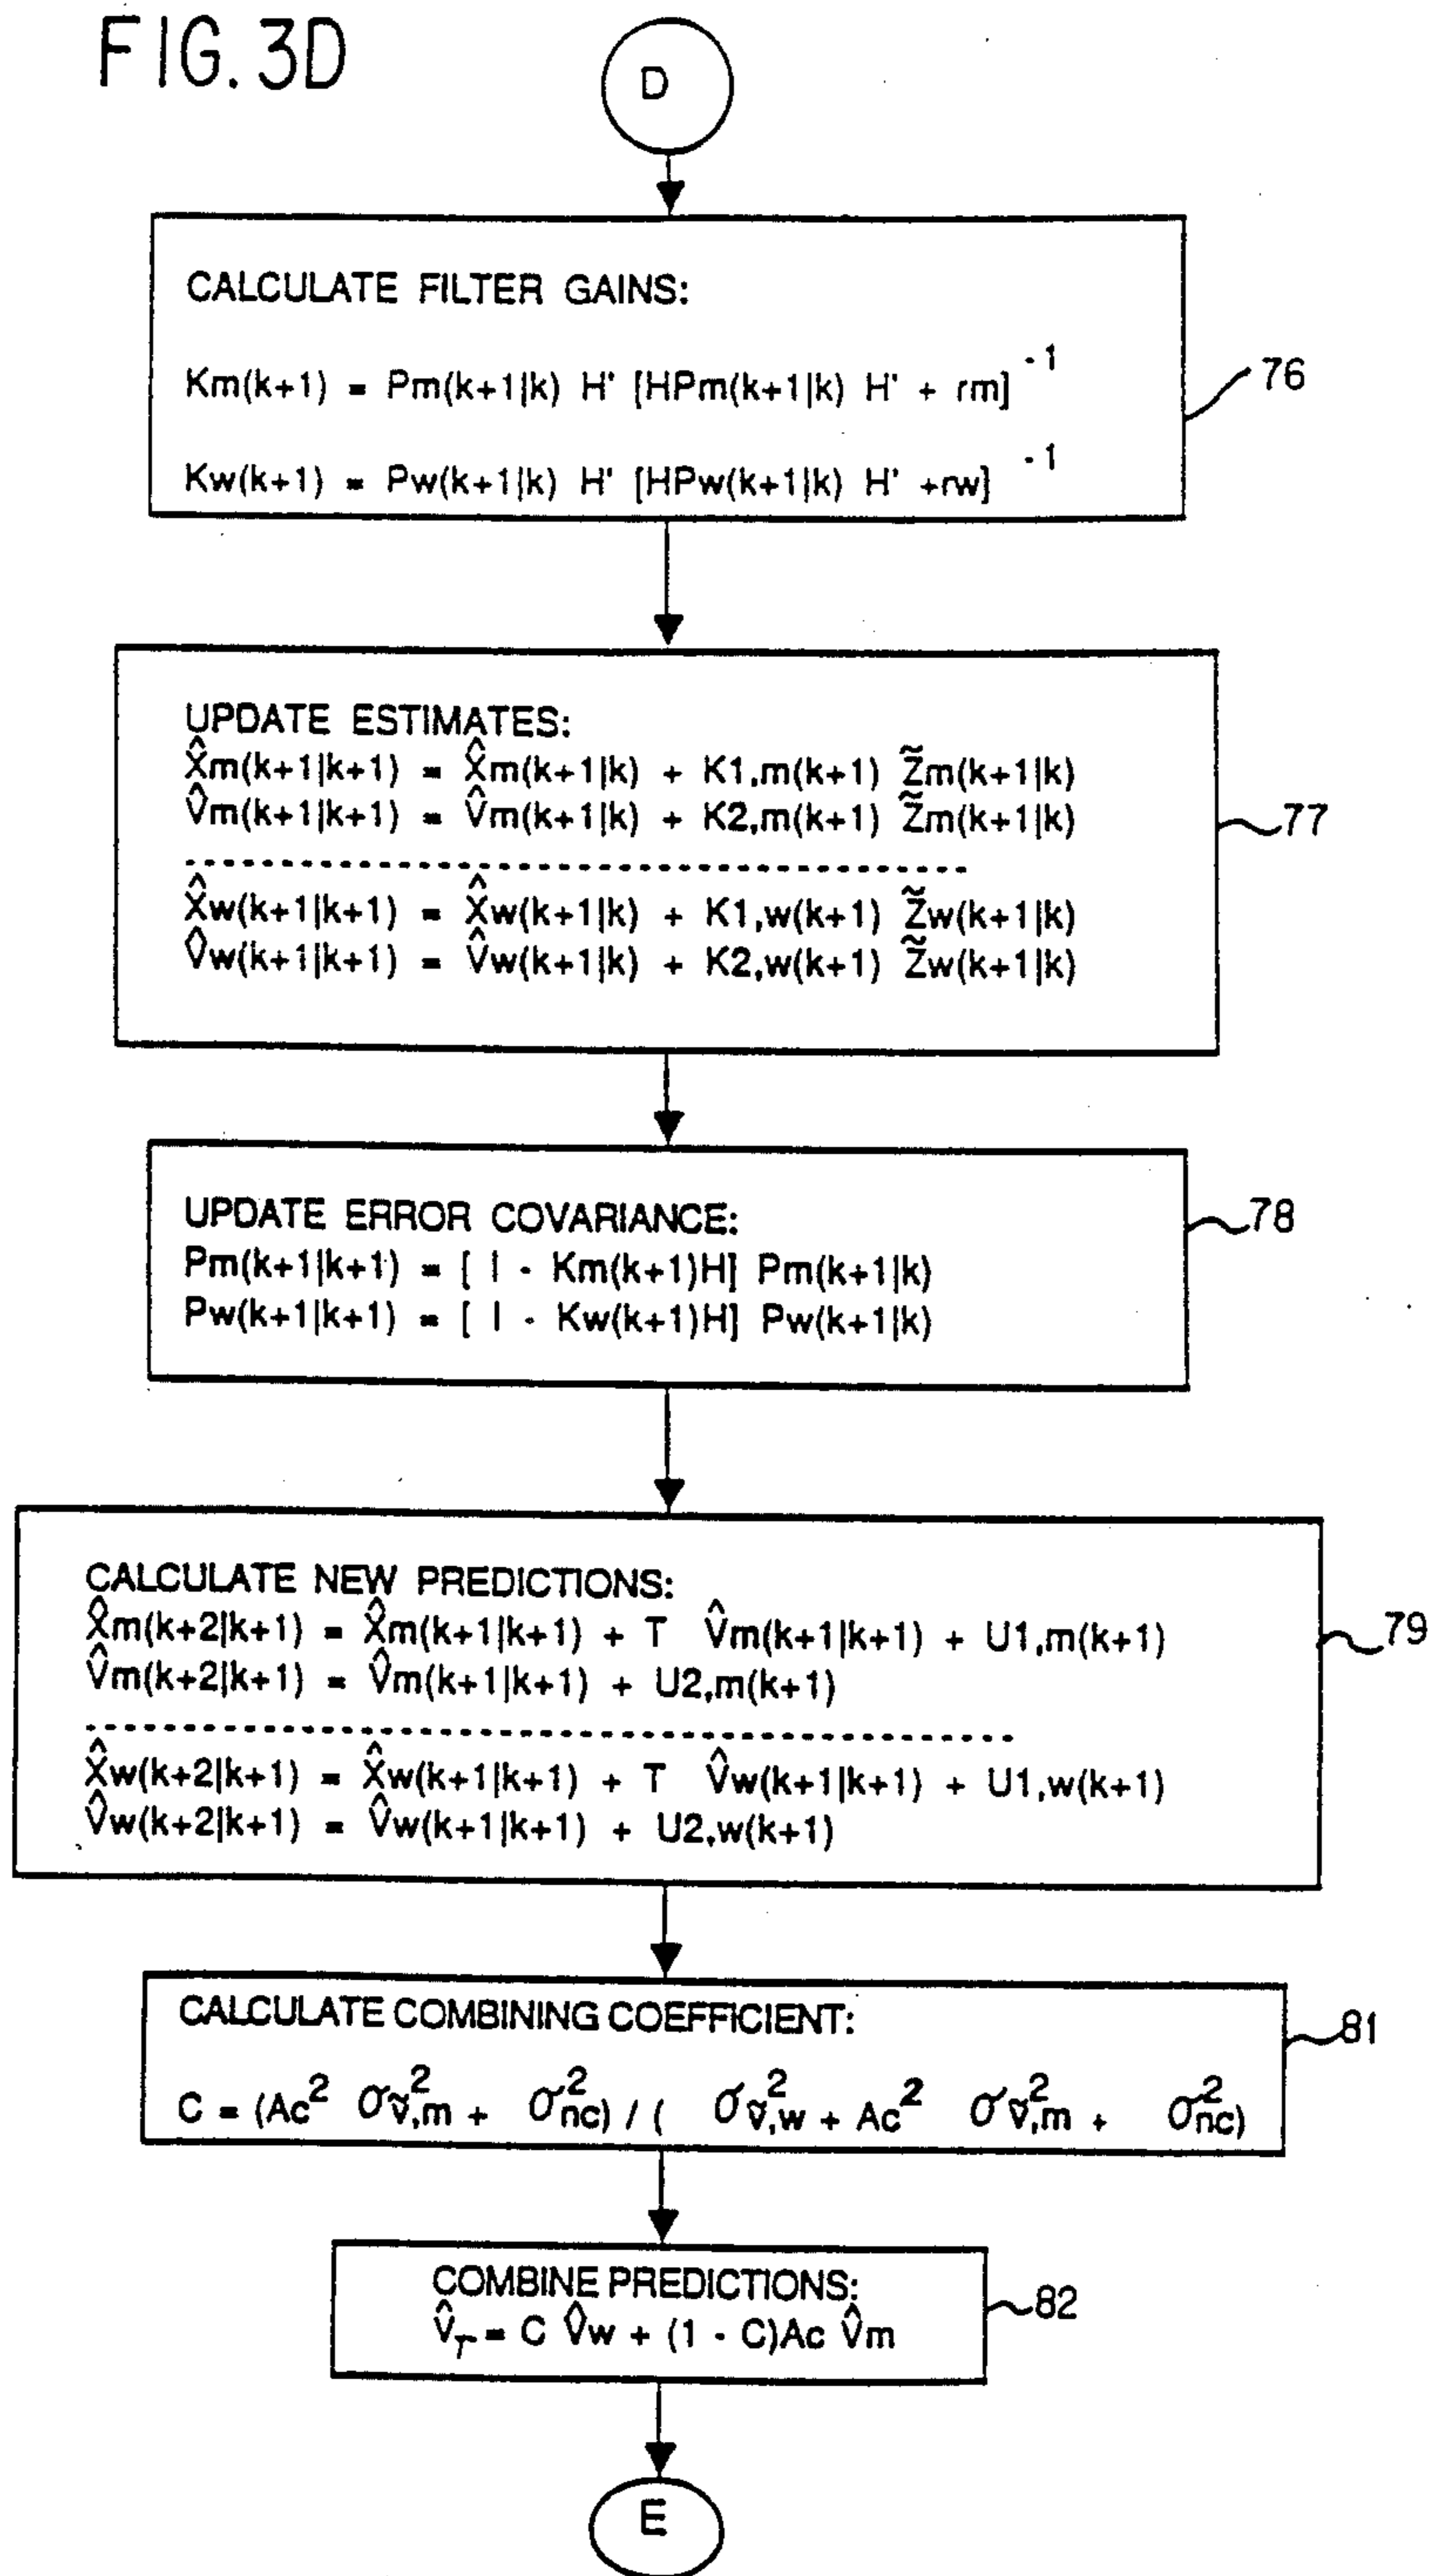 FIG. 3D
D
CALCULATE FILTER GAINS:
Km(k+1) = Pm(k+1|k) H' [HPm(k+1|k) H' + rm]⁻¹
Kw(k+1) = Pw(k+1|k) H' [HPw(k+1|k) H' +rw]⁻¹
76
UPDATE ESTIMATES:
X̂m(k+1|k+1) = X̂m(k+1|k) + K1,m(k+1) Z̃m(k+1|k)
V̂m(k+1|k+1) = V̂m(k+1|k) + K2,m(k+1) Z̃m(k+1|k)
X̂w(k+1|k+1) = X̂w(k+1|k) + K1,w(k+1) Z̃w(k+1|k)
V̂w(k+1|k+1) = V̂w(k+1|k) + K2,w(k+1) Z̃w(k+1|k)
77
UPDATE ERROR COVARIANCE:
Pm(k+1|k+1) = [ I - Km(k+1)H] Pm(k+1|k)
Pw(k+1|k+1) = [ I - Kw(k+1)H] Pw(k+1|k)
78
CALCULATE NEW PREDICTIONS:
X̂m(k+2|k+1) = X̂m(k+1|k+1) + T V̂m(k+1|k+1) + U1,m(k+1)
V̂m(k+2|k+1) = V̂m(k+1|k+1) + U2,m(k+1)
X̂w(k+2|k+1) = X̂w(k+1|k+1) + T V̂w(k+1|k+1) + U1,w(k+1)
V̂w(k+2|k+1) = V̂w(k+1|k+1) + U2,w(k+1)
79
CALCULATE COMBINING COEFFICIENT:
C = (Ac² σ²ṽ,m + σ²nc) / ( σ²ṽ,w + Ac² σ²ṽ,m + σ²nc)
81
COMBINE PREDICTIONS:
V̂T = C V̂w + (1 - C)Ac V̂m
82
E